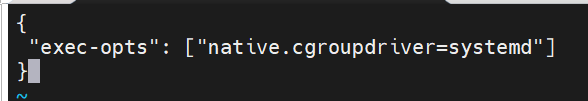 {
"exec-opts": ["native.cgroupdriver=systemd"]
}
~